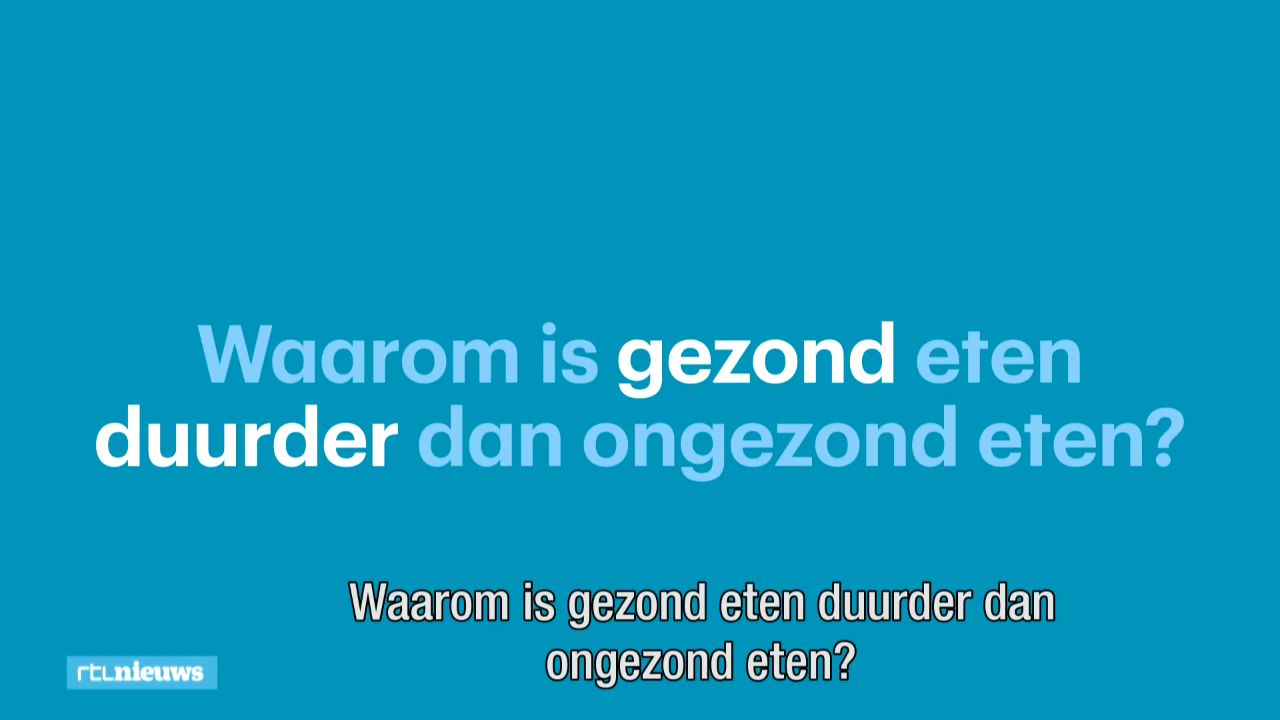 Waarom is gezond eten
duurder dan ongezond eten?
Waarom is gezond eten duurder dan
ongezond eten?
rtlnieuws